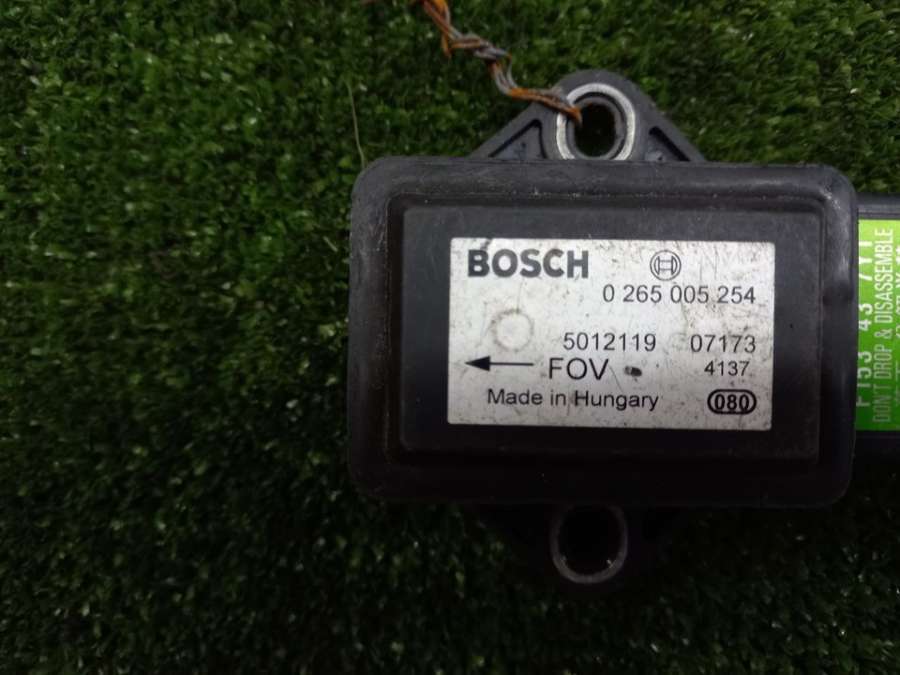 BOSCH
0 265 005 254
5012119 07173
FOV 4137
Made in Hungary 080
DON'T DROP & DISASSEMBLE